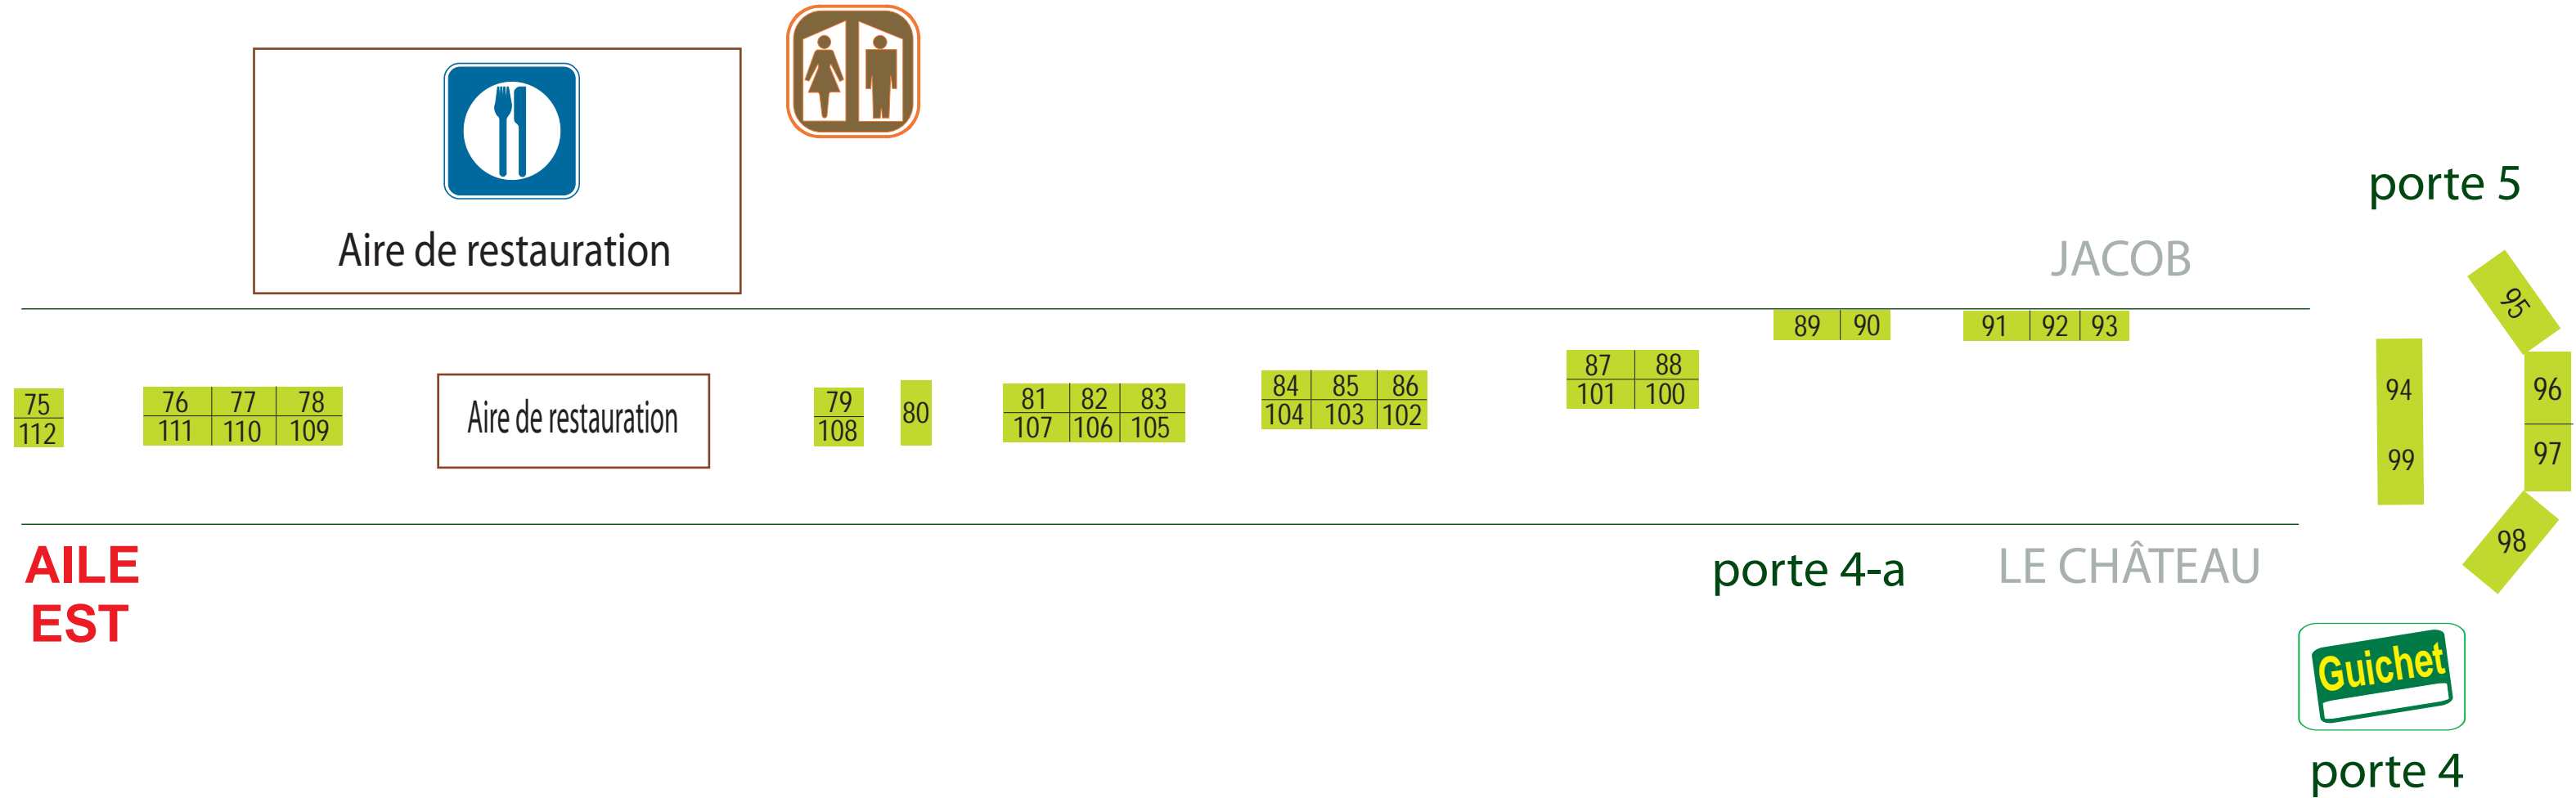 porte 5
Aire de restauration
JACOB
95
89 90 91 92 93
87 88
101 100
84 85 86
104 103 102
94 96
75 76 77 78 Aire de restauration 79 80 81 82 83
112 111 110 109 108 107 106 105
99 97
98
AILE
EST
porte 4-a
LE CHÂTEAU
Guichet
porte 4